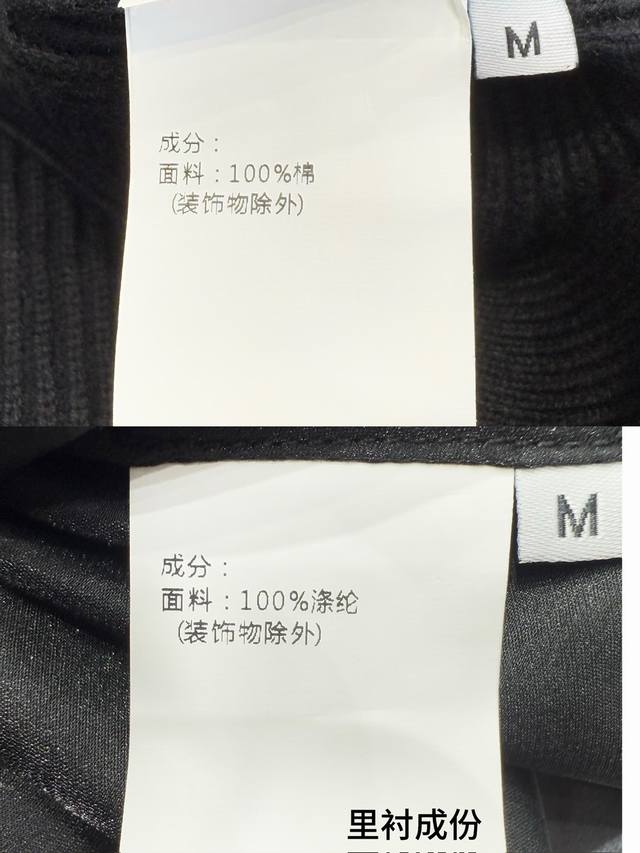 M
成分：
面料：100%棉
(装饰物除外)
M
成分：
面料：100%涤纶
(装饰物除外)
里衬成份